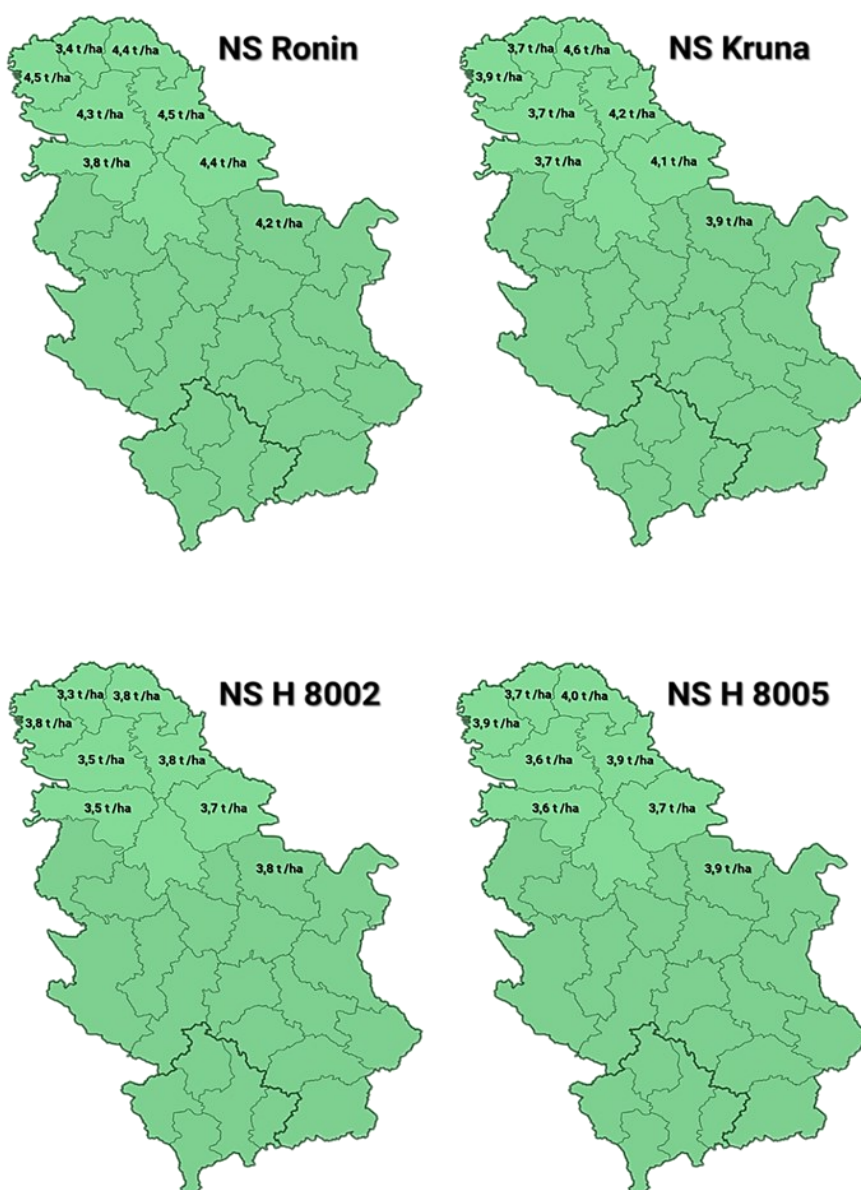 NS Ronin
3,4 t/ha 4,4 t/ha
4,5 t/ha
4,3 t/ha 4,5 t/ha
3,8 t/ha 4,4 t/ha
4,2 t/ha
NS Kruna
3,7 t/ha 4,6 t/ha
3,9 t/ha
3,7 t/ha 4,2 t/ha
3,7 t/ha 4,1 t/ha
3,9 t/ha
NS H 8002
3,3 t/ha 3,8 t/ha
3,8 t/ha
3,5 t/ha 3,8 t/ha
3,5 t/ha 3,7 t/ha
3,8 t/ha
NS H 8005
3,7 t/ha 4,0 t/ha
3,9 t/ha
3,6 t/ha 3,9 t/ha
3,6 t/ha 3,7 t/ha
3,9 t/ha